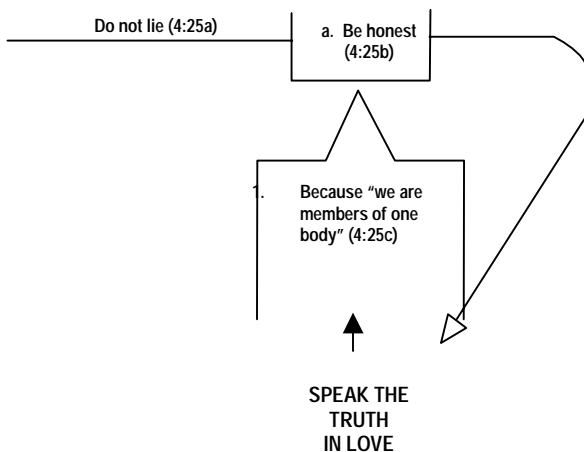 Do not lie (4:25a)
a. Be honest
(4:25b)
1. Because “we are
members of one
body” (4:25c)
SPEAK THE
TRUTH
IN LOVE